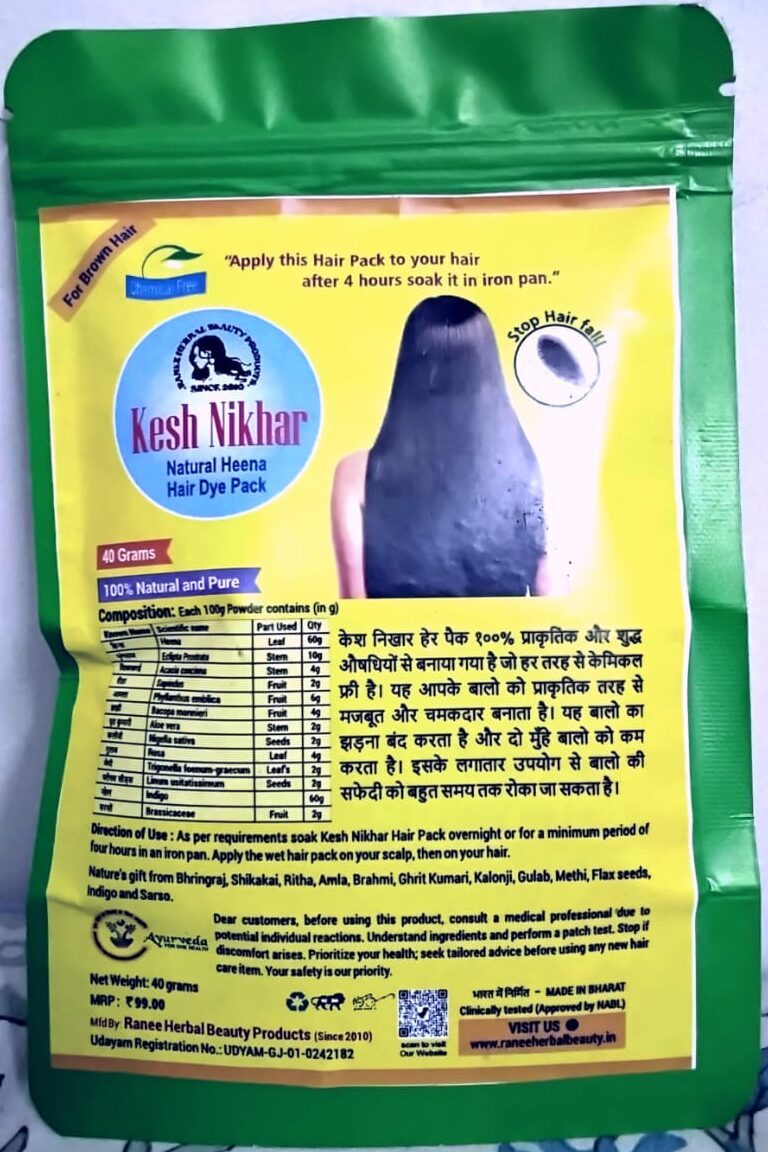 For Brown Hair
Chemical Free
"Apply this Hair Pack to your hair
after 4 hours soak it in iron pan."
Stop Hair fall!
RANEE HERBAL BEAUTY PRODUCTS
SINCE 2010
Kesh Nikhar
Natural Heena
Hair Dye Pack
40 Grams
100% Natural and Pure
Composition: Each 100g Powder contains (in g)
Scientific name Part Used Qty
Heena Leaf 60g
Eclipta Prostrata Stem 10g
Acacia concinna Stem 4g
Fruit 2g
आमला Phyllanthus emblica Fruit 6g
Bacopa monnieri Fruit 4g
Aloe vera Stem 2g
Nigella sativa Seeds 2g
गुलाब Rosa Leaf 4g
मेथी Trigonella foemum-graecum Leaf's 2g
Linum usitatissimum Seeds 2g
Indigo 60g
सरसो Brassicaceae Fruit 2g
केश निखार हेर पैक १००% प्राकृतिक और शुद्ध
औषधियों से बनाया गया है जो हर तरह से केमिकल
फ्री है। यह आपके बालो को प्राकृतिक तरह से
मजबूत और चमकदार बनाता है। यह बालो का
झड़ना बंद करता है और दो मुँहे बालो को कम
करता है। इसके लगातार उपयोग से बालो की
सफेदी को बहुत समय तक रोका जा सकता है।
Direction of Use : As per requirements soak Kesh Nikhar Hair Pack overnight or for a minimum period of
four hours in an iron pan. Apply the wet hair pack on your scalp, then on your hair.
Nature's gift from Bhringraj, Shikakai, Ritha, Amla, Brahmi, Ghrit Kumari, Kalonji, Gulab, Methi, Flax seeds,
Indigo and Sarso.
Ayurveda
Dear customers, before using this product, consult a medical professional due to
potential individual reactions. Understand ingredients and perform a patch test. Stop if
discomfort arises. Prioritize your health; seek tailored advice before using any new hair
care item. Your safety is our priority.
Net Weight: 40 grams
MRP : ₹ 99.00
Mfd By: Ranee Herbal Beauty Products (Since 2010)
Udayam Registration No.: UDYAM-GJ-01-0242182
scan to visit
Our Website
भारत में निर्मित - MADE IN BHARAT
Clinically tested (Approved by NABL)
VISIT US
www.raneeherbalbeauty.in